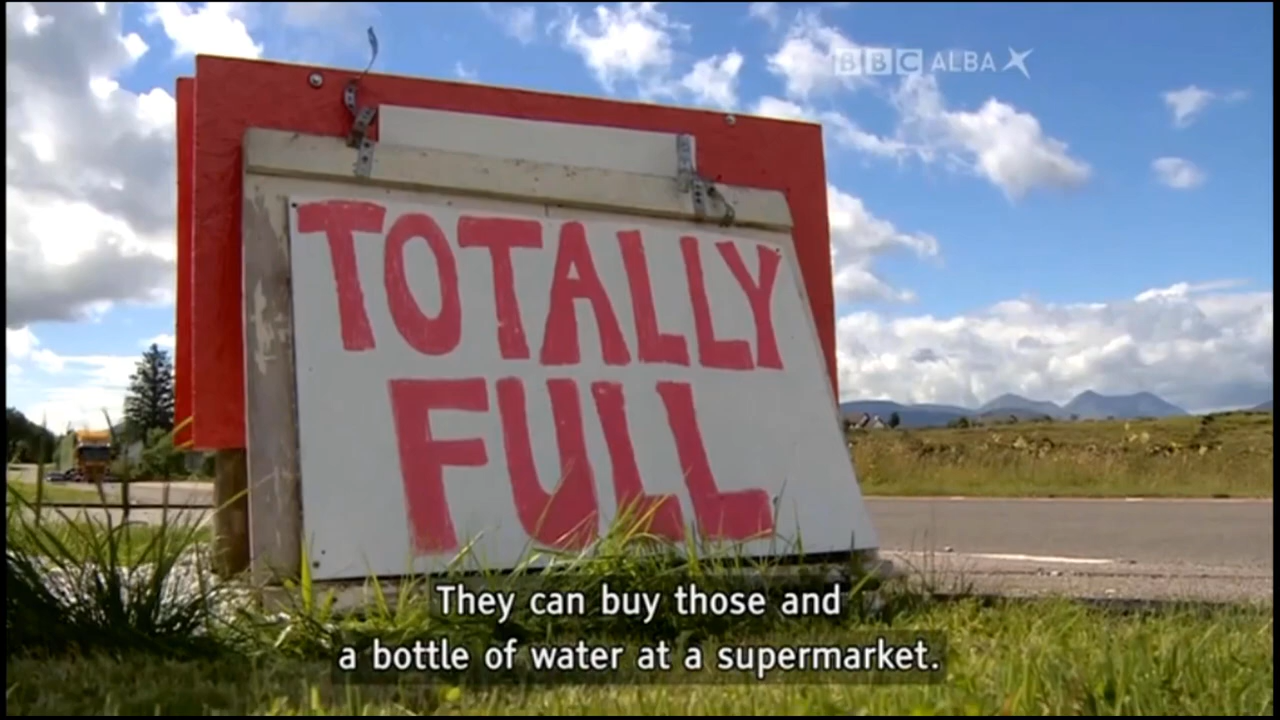 BBC ALBA
TOTALLY
FULL
They can buy those and
a bottle of water at a supermarket.